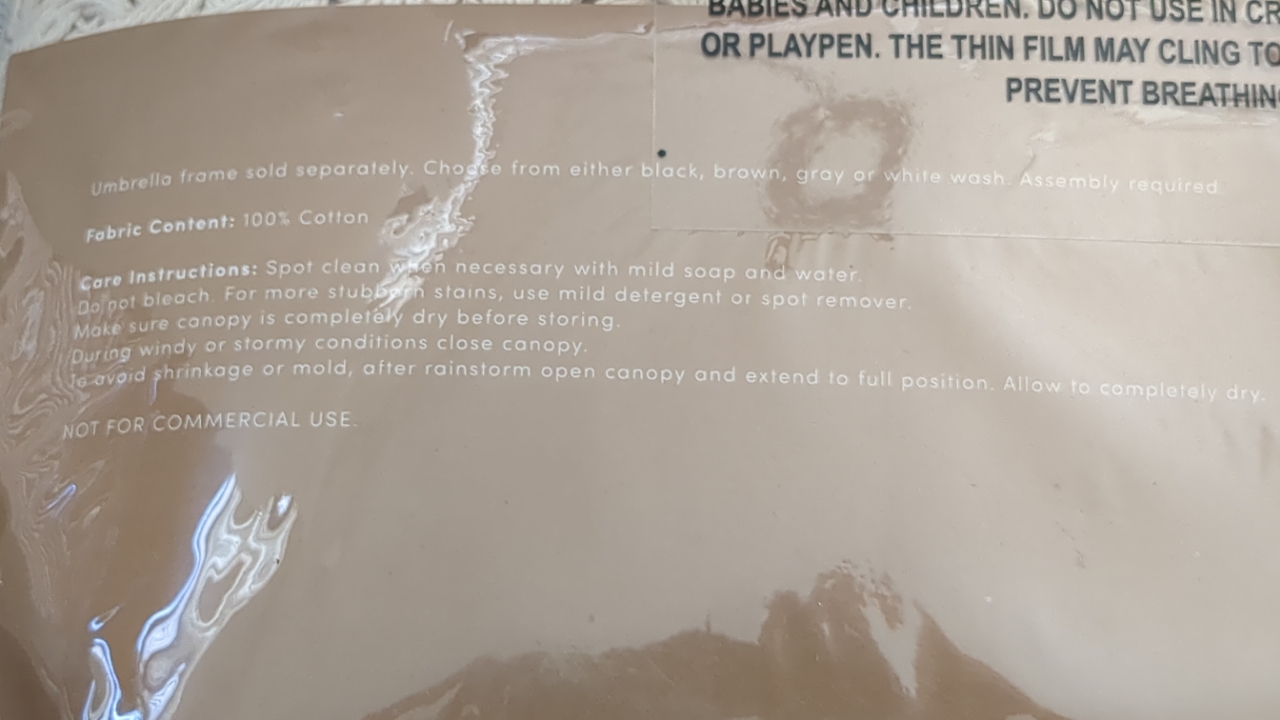 BABIES AND CHILDREN. DO NOT USE IN CR
OR PLAYPEN. THE THIN FILM MAY CLING TO
PREVENT BREATHING
Umbrella frame sold separately. Choose from either black, brown, gray or white wash. Assembly required
Fabric Content: 100% Cotton
Care Instructions: Spot clean when necessary with mild soap and water.
Do not bleach. For more stubborn stains, use mild detergent or spot remover.
Make sure canopy is completely dry before storing.
During windy or stormy conditions close canopy.
To avoid shrinkage or mold, after rainstorm open canopy and extend to full position. Allow to completely dry.
NOT FOR COMMERCIAL USE.